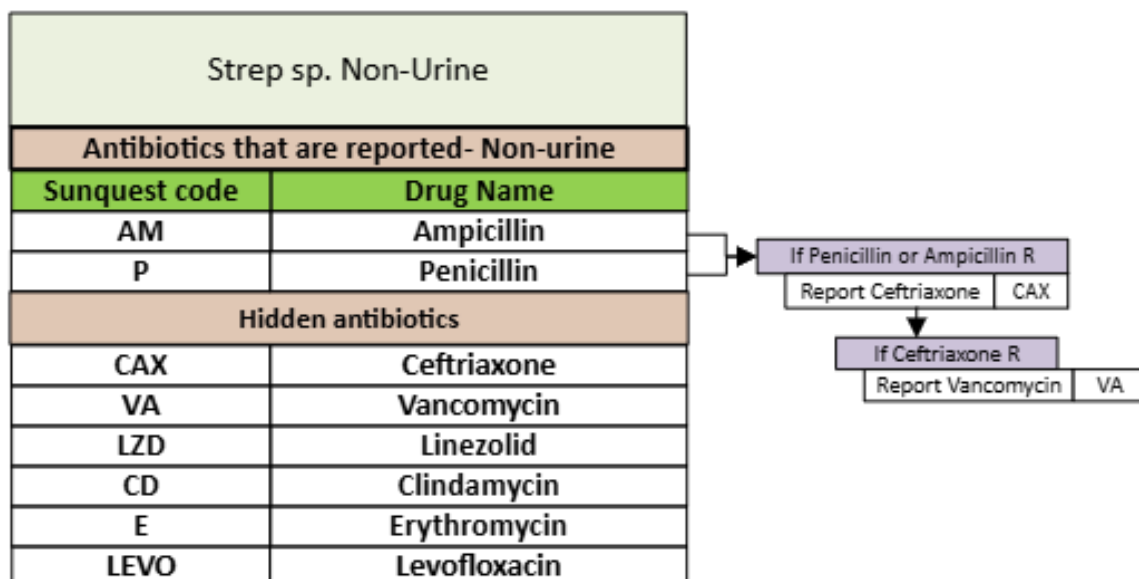 Strep sp. Non-Urine
Antibiotics that are reported- Non-urine
Sunquest code Drug Name
AM Ampicillin
P Penicillin
If Penicillin or Ampicillin R
Report Ceftriaxone CAX
If Ceftriaxone R
Report Vancomycin VA
Hidden antibiotics
CAX Ceftriaxone
VA Vancomycin
LZD Linezolid
CD Clindamycin
E Erythromycin
LEVO Levofloxacin